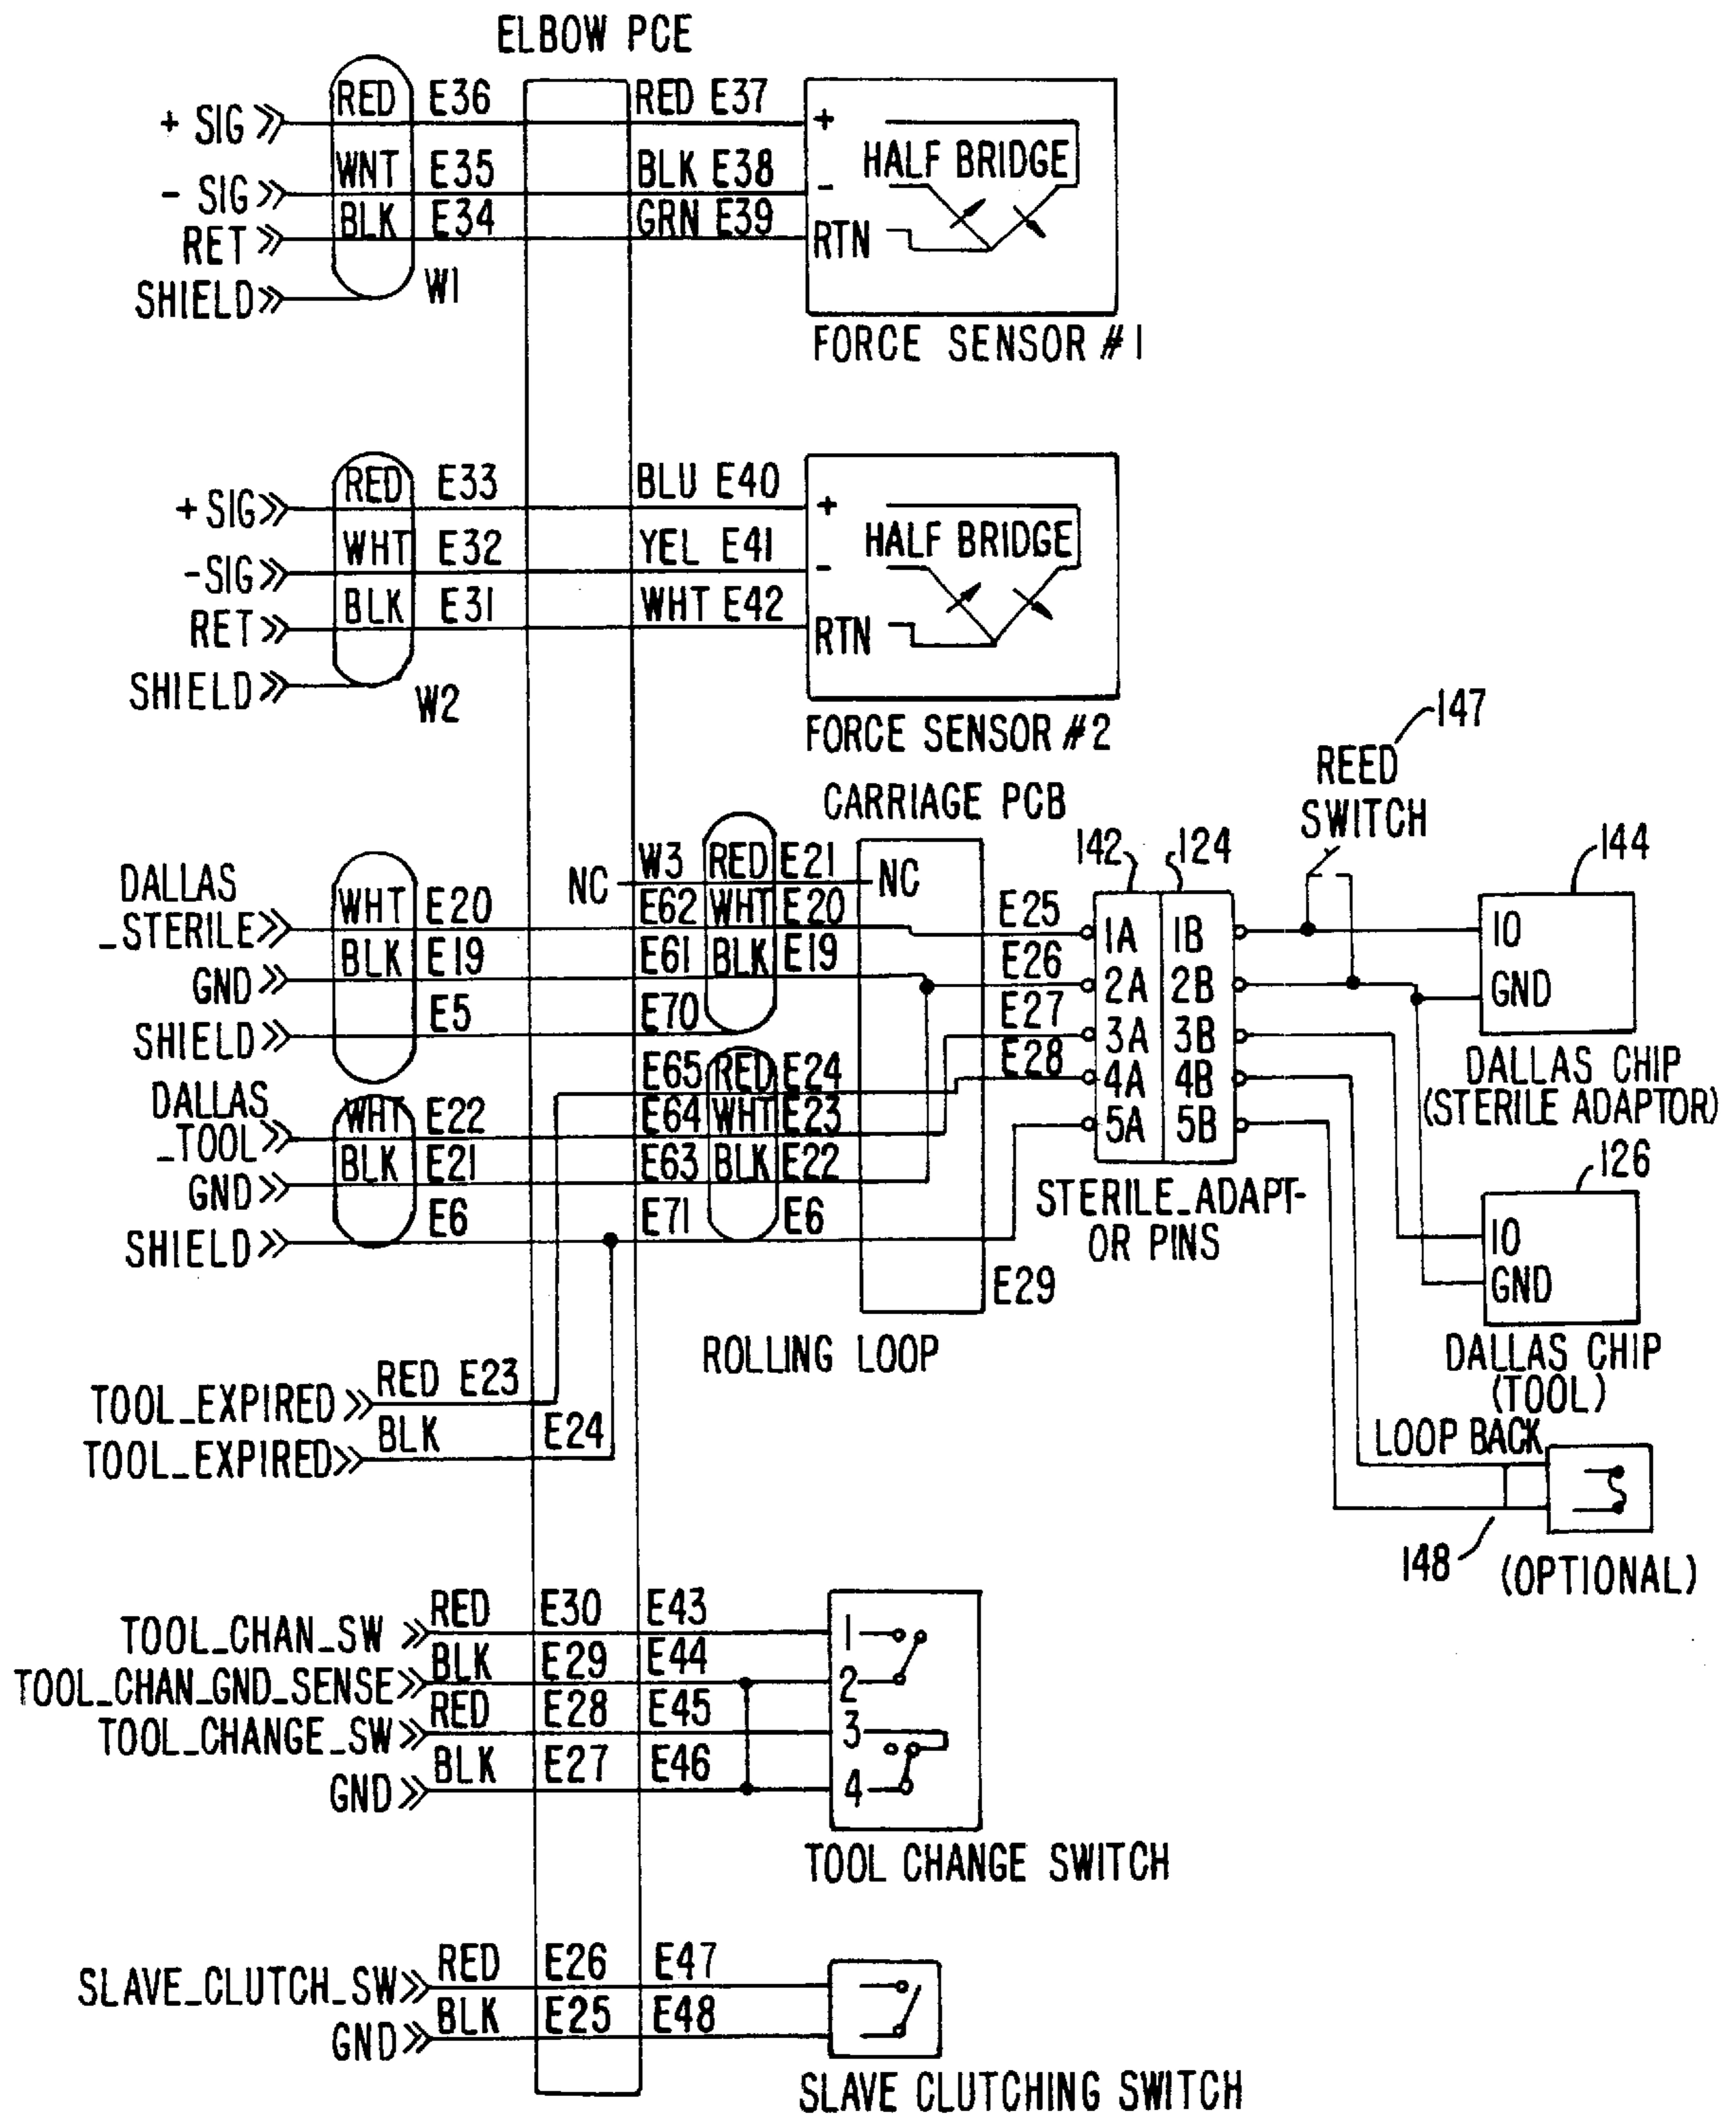 ELBOW PCE
+ SIG RED E36 RED E37 +
HALF BRIDGE
- SIG WNT E35 BLK E38 -
RET BLK E34 GRN E39 RTN
SHIELD W1
FORCE SENSOR #1
+ SIG RED E33 BLU E40 +
HALF BRIDGE
-SIG WHT E32 YEL E41 -
RET BLK E31 WHT E42 RTN
SHIELD W2
FORCE SENSOR #2
147
REED
SWITCH
CARRIAGE PCB
142 124 144
NC W3 RED E21 NC
DALLAS
_STERILE WHT E20 E62 WHT E20 E25 1A 1B IO
GND BLK E19 E61 BLK E19 E26 2A 2B GND
SHIELD E5 E70 E27 3A 3B
DALLAS CHIP
(STERILE ADAPTOR)
E65 RED E24 E28 4A 4B
DALLAS
_TOOL WHT E22 E64 WHT E23 5A 5B
GND BLK E21 E63 BLK E22
SHIELD E6 E71 E6
STERILE_ADAPT-
OR PINS
126
IO
GND
E29
DALLAS CHIP
(TOOL)
ROLLING LOOP
TOOL_EXPIRED RED E23
TOOL_EXPIRED BLK E24
LOOP BACK
148
(OPTIONAL)
TOOL_CHAN_SW RED E30 E43 1
TOOL_CHAN_GND_SENSE BLK E29 E44 2
TOOL_CHANGE_SW RED E28 E45 3
GND BLK E27 E46 4
TOOL CHANGE SWITCH
SLAVE_CLUTCH_SW RED E26 E47
GND BLK E25 E48
SLAVE CLUTCHING SWITCH